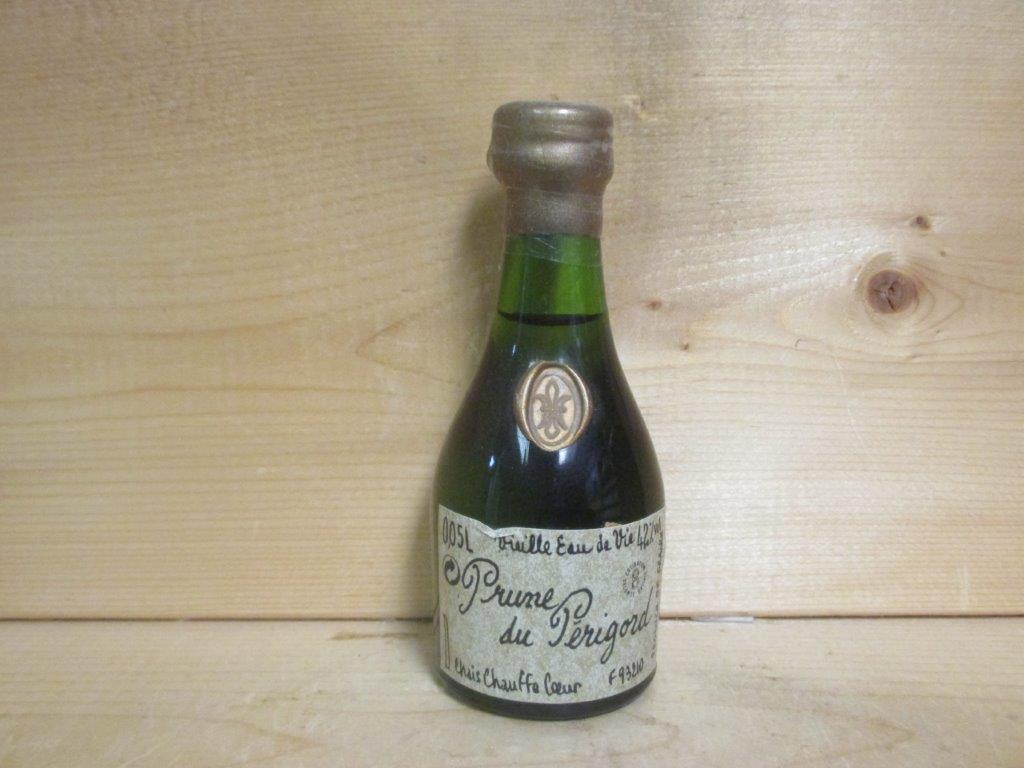 0,05L Vieille Eau de Vie 42%vol
Prune
du Périgord
Chais Chauffe Cœur F 93210